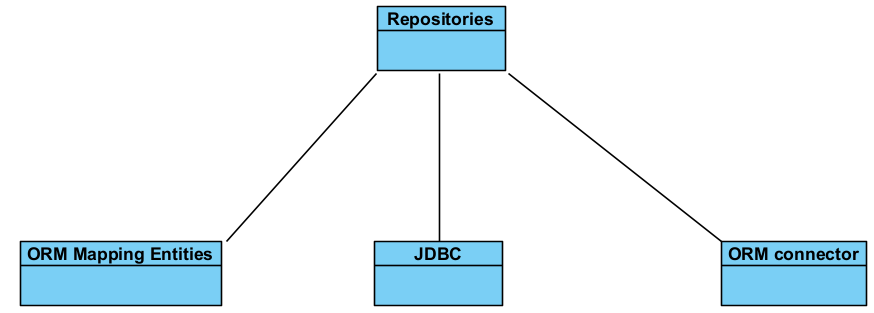 Repositories
ORM Mapping Entities
JDBC
ORM connector